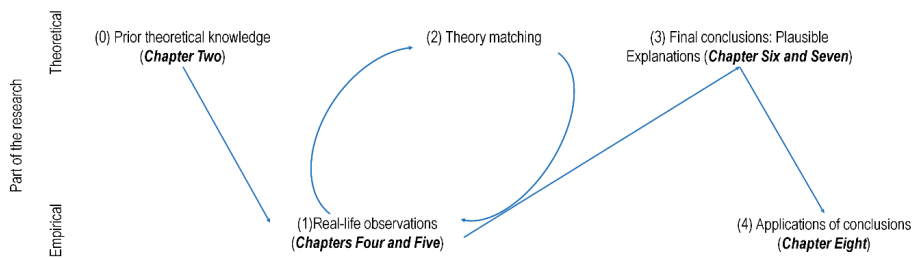 Part of the research
Theoretical
Empirical
(0) Prior theoretical knowledge
(Chapter Two)
(2) Theory matching
(3) Final conclusions: Plausible
Explanations (Chapter Six and Seven)
(1)Real-life observations
(Chapters Four and Five)
(4) Applications of conclusions
(Chapter Eight)